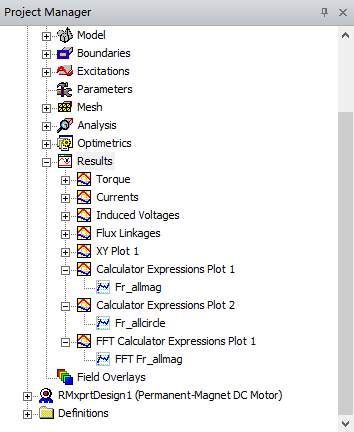 Project Manager
Model
Boundaries
Excitations
Parameters
Mesh
Analysis
Optimetrics
Results
Torque
Currents
Induced Voltages
Flux Linkages
XY Plot 1
Calculator Expressions Plot 1
Fr_allmag
Calculator Expressions Plot 2
Fr_allcircle
FFT Calculator Expressions Plot 1
FFT Fr_allmag
Field Overlays
RMxprtDesign1 (Permanent-Magnet DC Motor)
Definitions